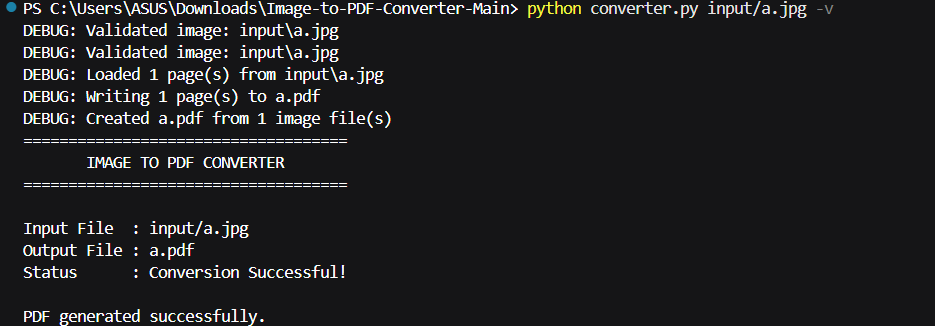 PS C:\Users\ASUS\Downloads\Image-to-PDF-Converter-Main> python converter.py input/a.jpg -v
DEBUG: Validated image: input\a.jpg
DEBUG: Validated image: input\a.jpg
DEBUG: Loaded 1 page(s) from input\a.jpg
DEBUG: Writing 1 page(s) to a.pdf
DEBUG: Created a.pdf from 1 image file(s)
====================================
       IMAGE TO PDF CONVERTER
====================================

Input File  : input/a.jpg
Output File : a.pdf
Status      : Conversion Successful!

PDF generated successfully.